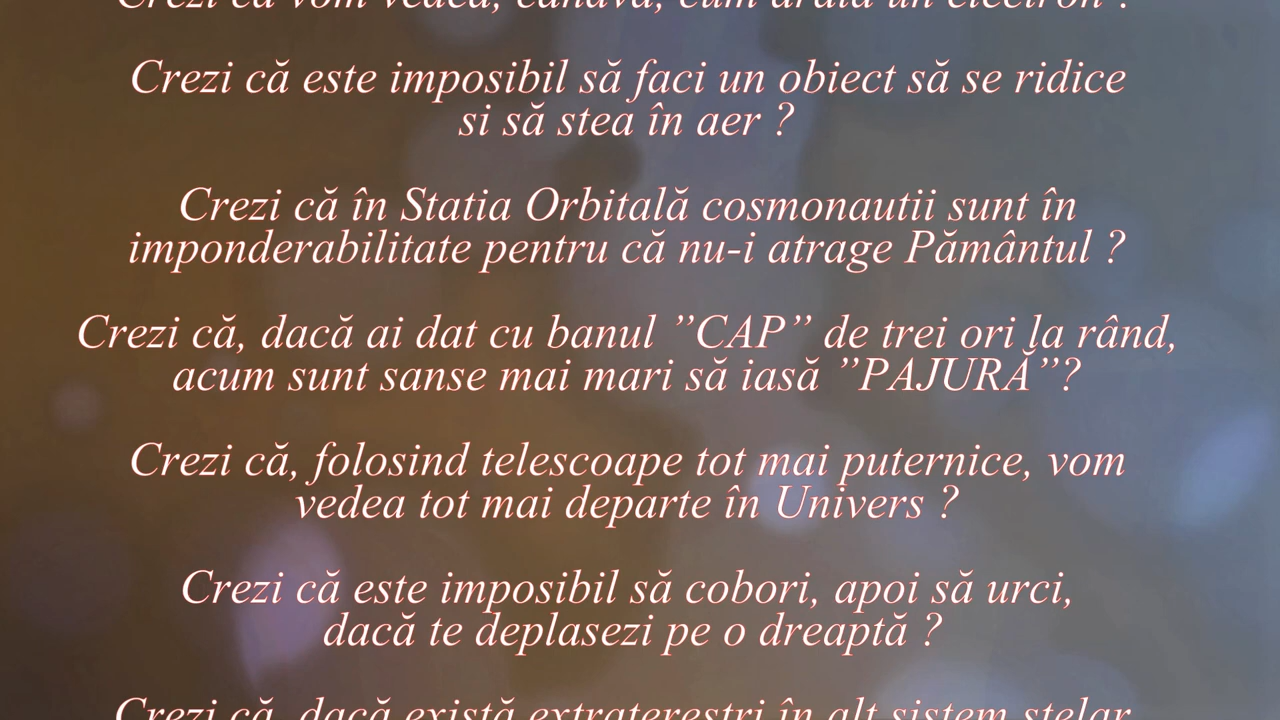 Crezi că vom vedea, cândva, cum arată un electron ?
Crezi că este imposibil să faci un obiect să se ridice
si să stea în aer ?
Crezi că în Statia Orbitală cosmonautii sunt în
imponderabilitate pentru că nu-i atrage Pământul ?
Crezi că, dacă ai dat cu banul ”CAP” de trei ori la rând,
acum sunt sanse mai mari să iasă ”PAJURĂ”?
Crezi că, folosind telescoape tot mai puternice, vom
vedea tot mai departe în Univers ?
Crezi că este imposibil să cobori, apoi să urci,
dacă te deplasezi pe o dreaptă ?
Crezi că, dacă există extraterestri în alt sistem stelar,